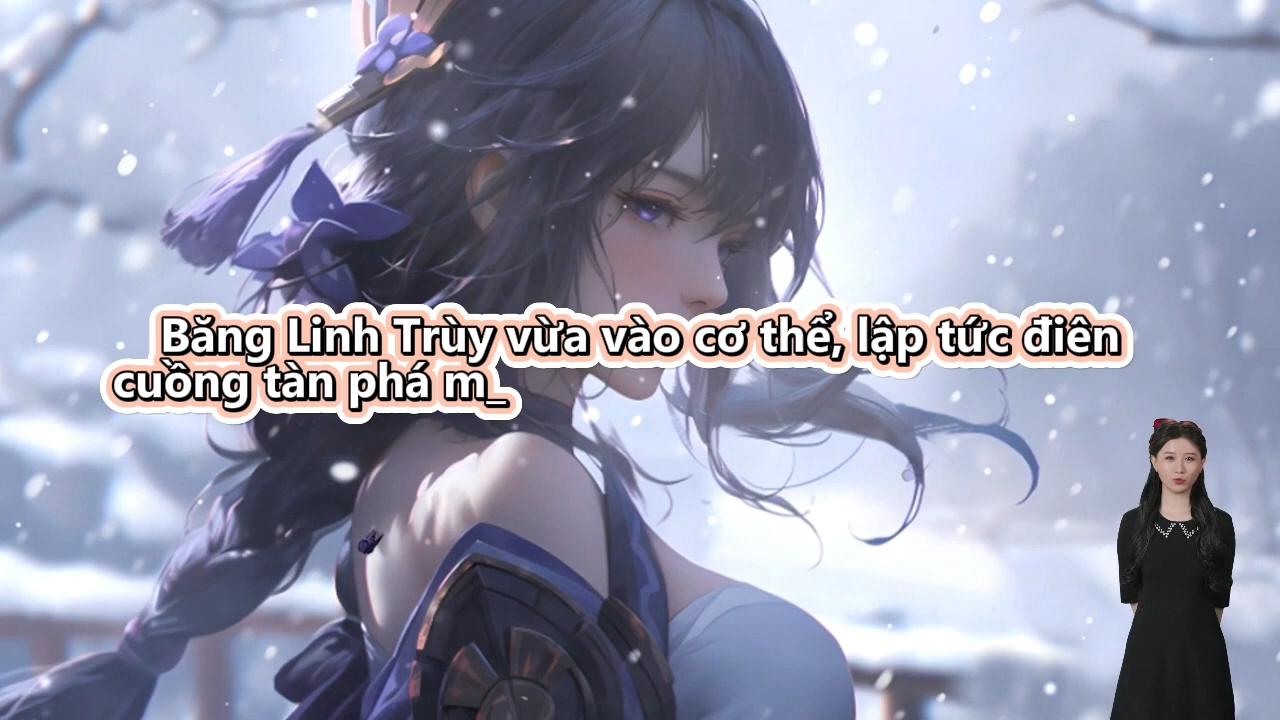 Băng Linh Trùy vừa vào cơ thể, lập tức điên
cuồng tàn phá m_